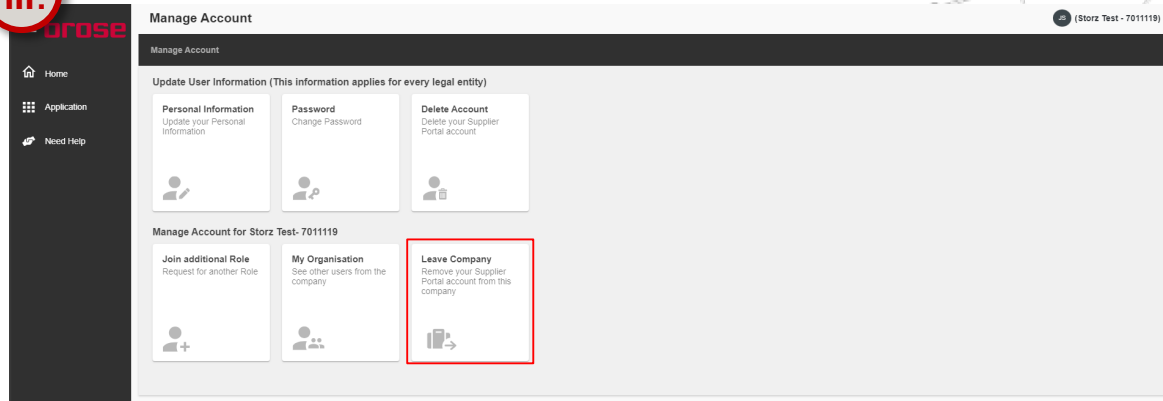 III.
brose
Manage Account
JS (Storz Test - 7011119)
Manage Account
Home
Application
Need Help
Update User Information (This information applies for every legal entity)
Personal Information
Update your Personal
Information
Password
Change Password
Delete Account
Delete your Supplier
Portal account
Manage Account for Storz Test- 7011119
Join additional Role
Request for another Role
My Organisation
See other users from the
company
Leave Company
Remove your Supplier
Portal account from this
company